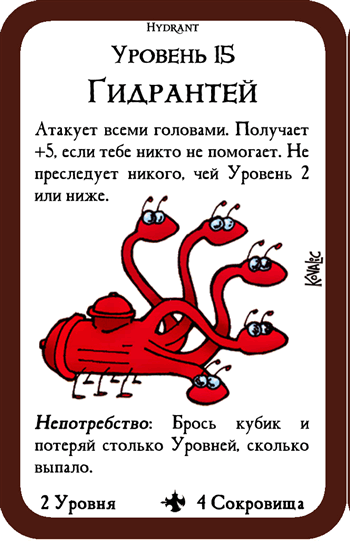 Hydrant
Уровень 15
Гидрантей
Атакует всеми головами. Получает
+5, если тебе никто не помогает. Не
преследует никого, чей Уровень 2
или ниже.
Kovalic
Непотребство: Брось кубик и
потеряй столько Уровней, сколько
выпало.
2 Уровня 4 Сокровища